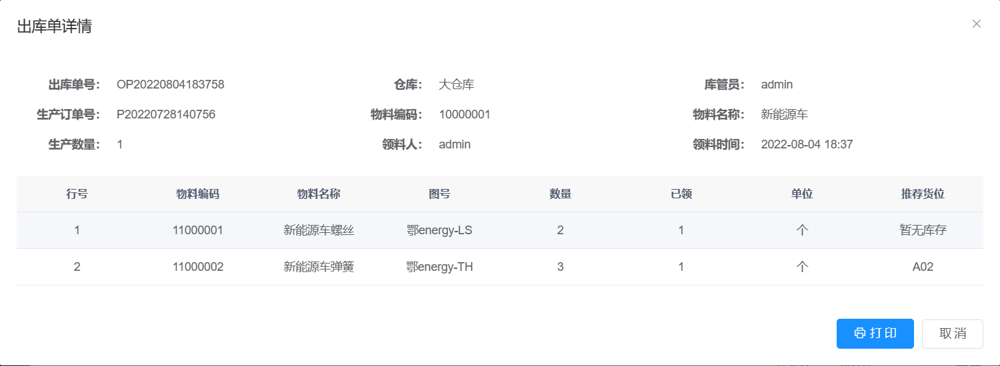 出库单详情
出库单号： OP20220804183758 仓库： 大仓库 库管员： admin
生产订单号： P20220728140756 物料编码： 10000001 物料名称： 新能源车
生产数量： 1 领料人： admin 领料时间： 2022-08-04 18:37
行号 物料编码 物料名称 图号 数量 已领 单位 推荐货位
1 11000001 新能源车螺丝 鄂energy-LS 2 1 个 暂无库存
2 11000002 新能源车弹簧 鄂energy-TH 3 1 个 A02
打印 取消